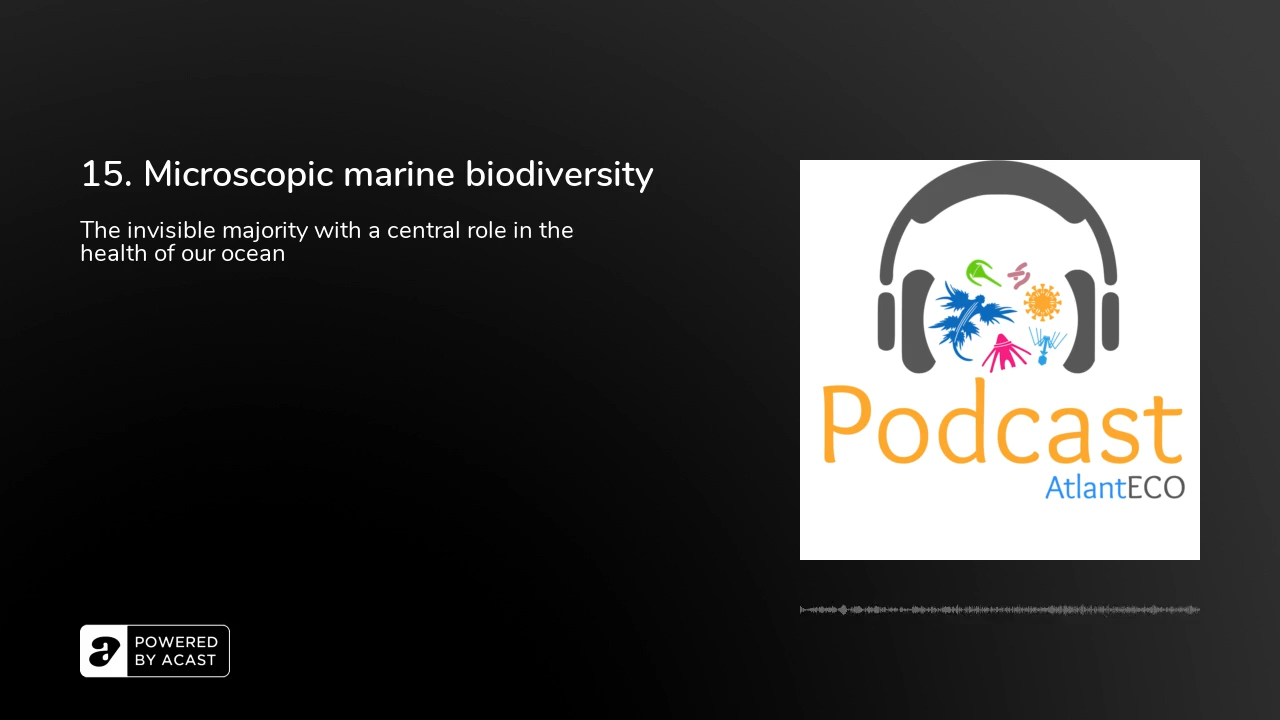 15. Microscopic marine biodiversity
The invisible majority with a central role in the
health of our ocean
Podcast
AtlantECO
a
POWERED
BY ACAST